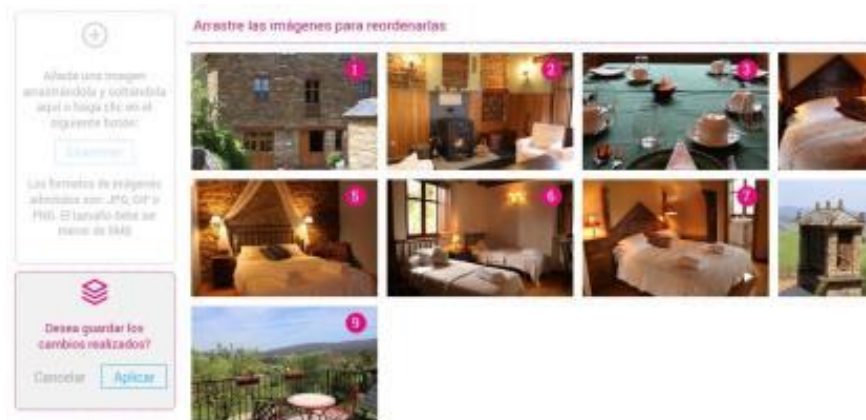 Arrastre las imágenes para reordenarlas.
Añada una imagen
arrastrándola y soltándola
aquí o haga clic en el
siguiente botón:
Los formatos de imágenes
admitidos son: JPG, GIF o
PNG. El tamaño debe ser
menor de 8MB
Desea guardar los
cambios realizados?
Cancelar Aplicar
1
2
3
5
6
7
9